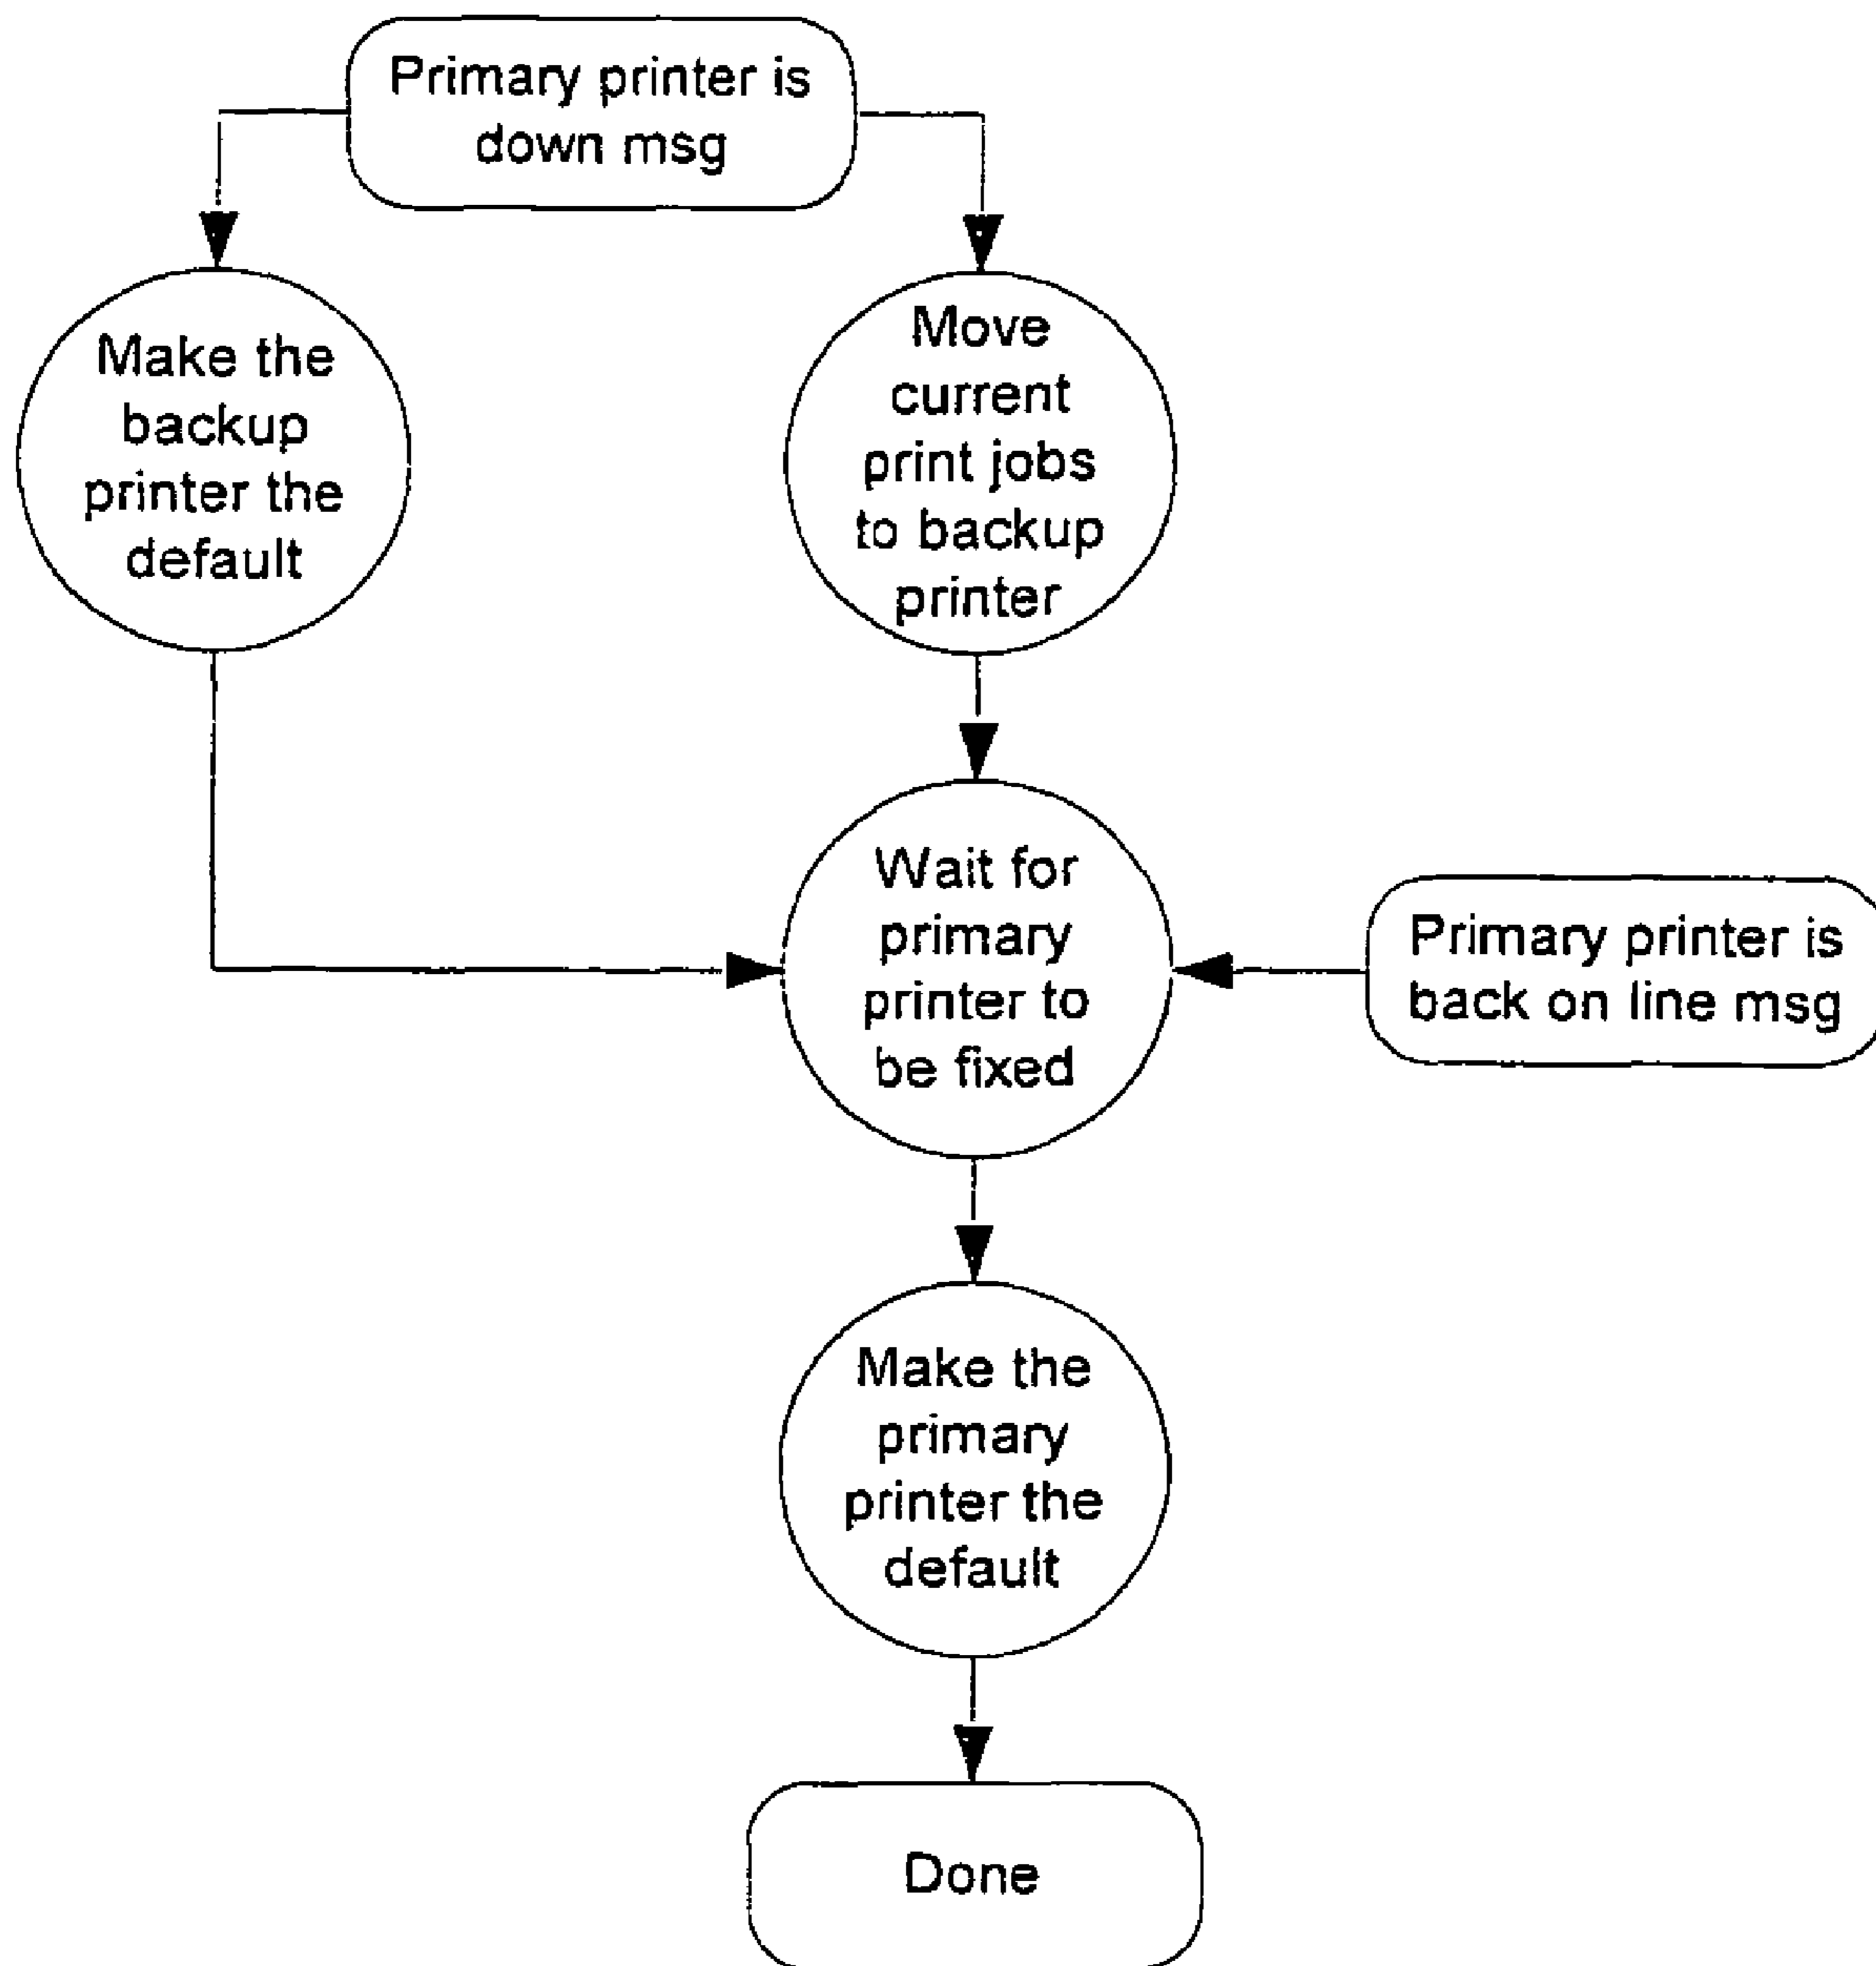 Primary printer is
down msg
Make the
backup
printer the
default
Move
current
print jobs
to backup
printer
Wait for
primary
printer to
be fixed
Primary printer is
back on line msg
Make the
primary
printer the
default
Done